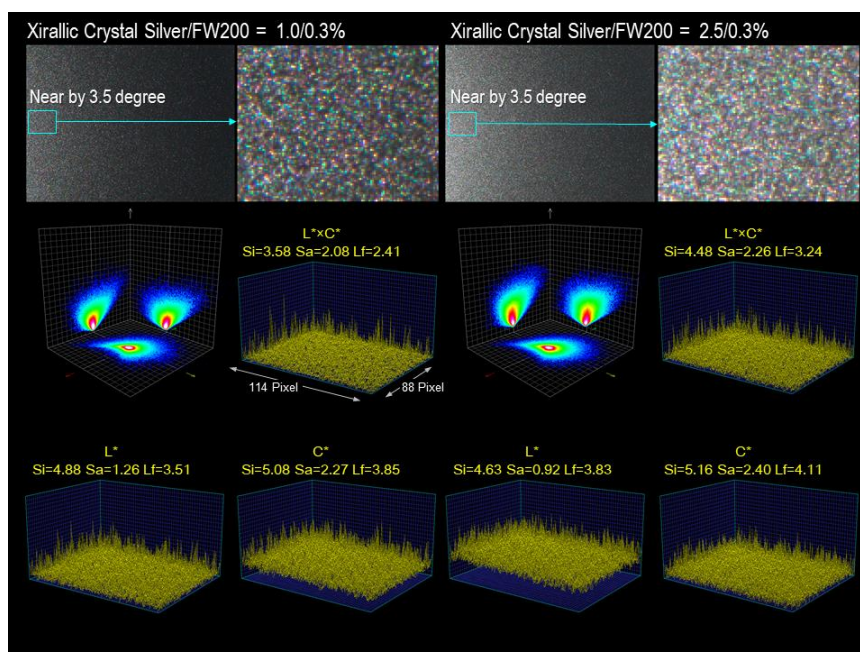 Xirallic Crystal Silver/FW200 = 1.0/0.3%
Near by 3.5 degree
L*×C*
Si=3.58 Sa=2.08 Lf=2.41
114 Pixel
88 Pixel
L*
Si=4.88 Sa=1.26 Lf=3.51
C*
Si=5.08 Sa=2.27 Lf=3.85
Xirallic Crystal Silver/FW200 = 2.5/0.3%
Near by 3.5 degree
L*×C*
Si=4.48 Sa=2.26 Lf=3.24
L*
Si=4.63 Sa=0.92 Lf=3.83
C*
Si=5.16 Sa=2.40 Lf=4.11